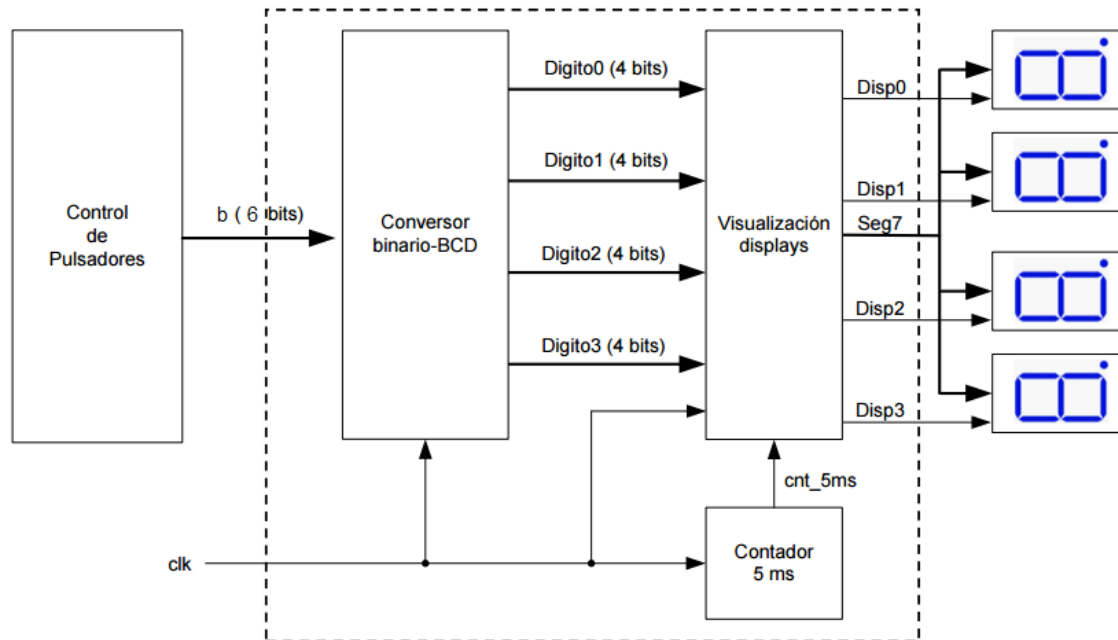 Control
de
Pulsadores
b ( 6 bits)
Conversor
binario-BCD
Digito0 (4 bits)
Digito1 (4 bits)
Digito2 (4 bits)
Digito3 (4 bits)
Visualización
displays
Disp0
Disp1
Seg7
Disp2
Disp3
cnt_5ms
Contador
5 ms
clk